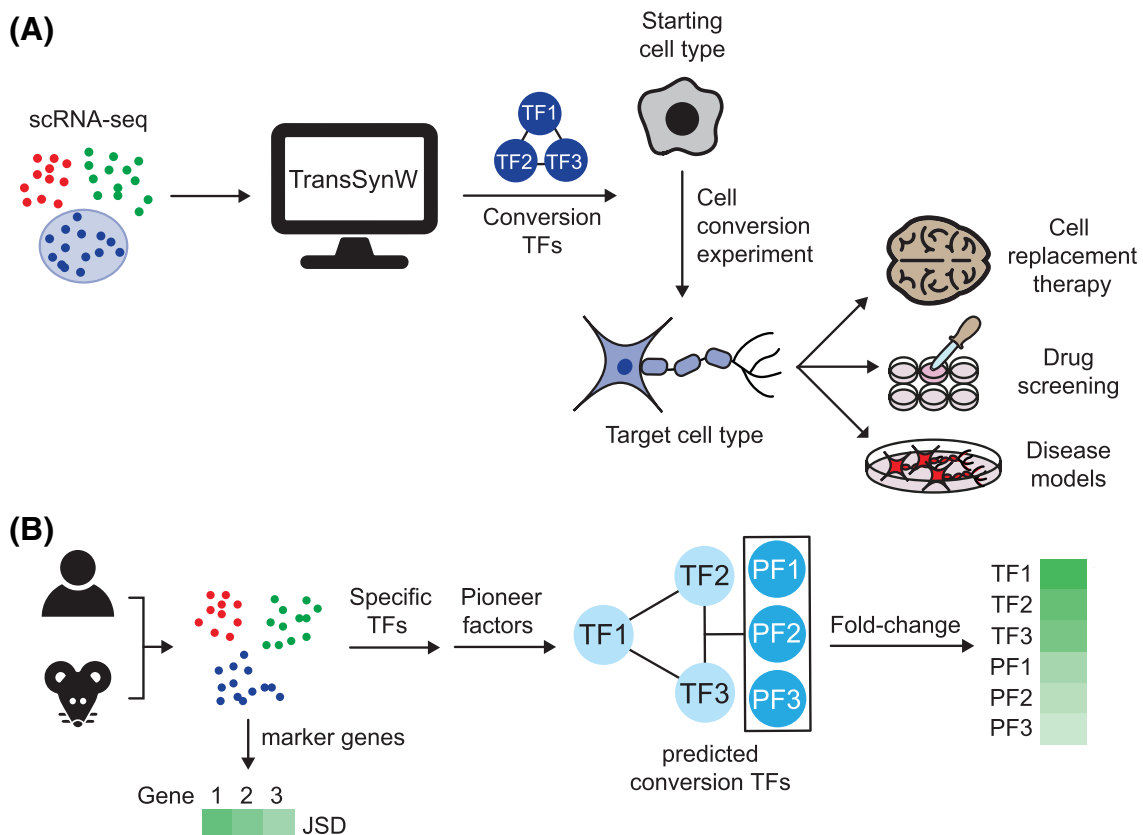 (A)
scRNA-seq
TransSynW
TF1
TF2
TF3
Conversion
TFs
Starting
cell type
Cell
conversion
experiment
Target cell type
Cell
replacement
therapy
Drug
screening
Disease
models
(B)
Specific
TFs
Pioneer
factors
TF1
TF2
TF3
PF1
PF2
PF3
predicted
conversion TFs
Fold-change
TF1
TF2
TF3
PF1
PF2
PF3
marker genes
Gene 1 2 3
JSD